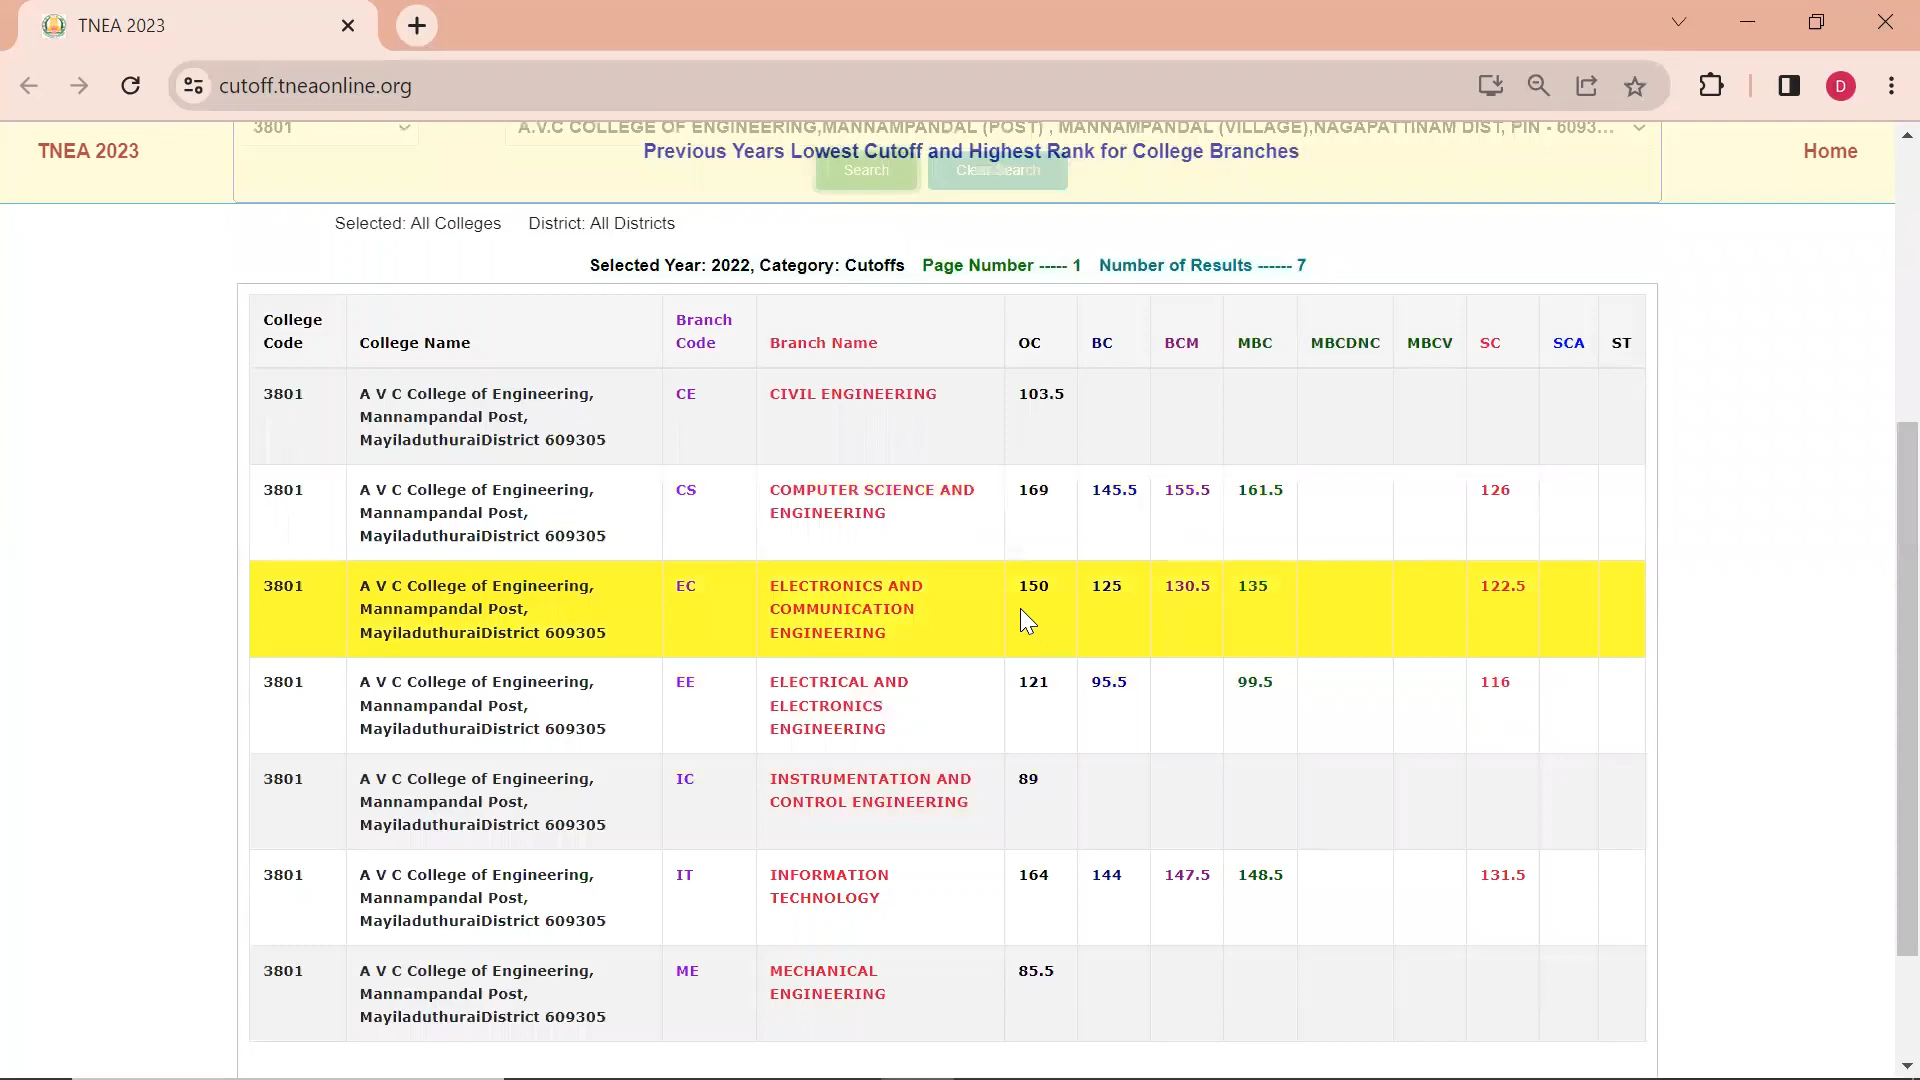 TNEA 2023
cutoff.tneaonline.org
D
3801
A.V.C COLLEGE OF ENGINEERING,MANNAMPANDAL (POST) , MANNAMPANDAL (VILLAGE),NAGAPATTINAM DIST, PIN - 6093...
TNEA 2023
Previous Years Lowest Cutoff and Highest Rank for College Branches
Home
Search
Clear Search
Selected: All Colleges District: All Districts
Selected Year: 2022, Category: Cutoffs Page Number ----- 1 Number of Results ------ 7
College Code College Name Branch Code Branch Name OC BC BCM MBC MBCDNC MBCV SC SCA ST
3801 A V C College of Engineering, CE CIVIL ENGINEERING 103.5
Mannampandal Post,
MayiladuthuraiDistrict 609305
3801 A V C College of Engineering, CS COMPUTER SCIENCE AND 169 145.5 155.5 161.5 126
Mannampandal Post, ENGINEERING
MayiladuthuraiDistrict 609305
3801 A V C College of Engineering, EC ELECTRONICS AND 150 125 130.5 135 122.5
Mannampandal Post, COMMUNICATION
MayiladuthuraiDistrict 609305 ENGINEERING
3801 A V C College of Engineering, EE ELECTRICAL AND 121 95.5 99.5 116
Mannampandal Post, ELECTRONICS
MayiladuthuraiDistrict 609305 ENGINEERING
3801 A V C College of Engineering, IC INSTRUMENTATION AND 89
Mannampandal Post, CONTROL ENGINEERING
MayiladuthuraiDistrict 609305
3801 A V C College of Engineering, IT INFORMATION 164 144 147.5 148.5 131.5
Mannampandal Post, TECHNOLOGY
MayiladuthuraiDistrict 609305
3801 A V C College of Engineering, ME MECHANICAL 85.5
Mannampandal Post, ENGINEERING
MayiladuthuraiDistrict 609305